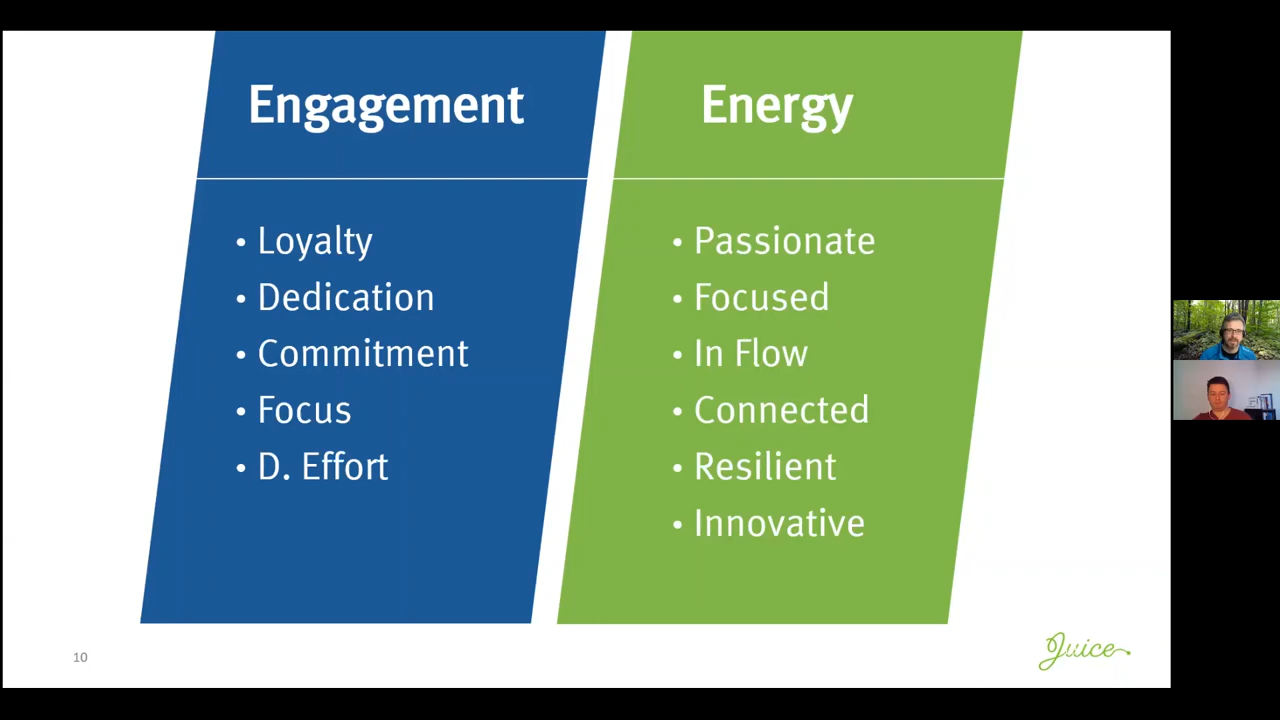 Engagement
• Loyalty
• Dedication
• Commitment
• Focus
• D. Effort
Energy
• Passionate
• Focused
• In Flow
• Connected
• Resilient
• Innovative
10
Juice